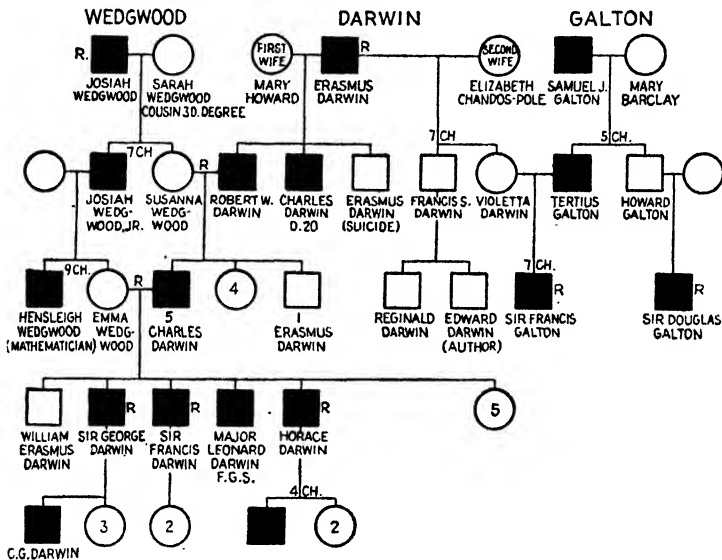 WEDGWOOD DARWIN GALTON
R. FIRST WIFE R SECOND WIFE
JOSIAH WEDGWOOD
SARAH WEDGWOOD COUSIN 3D. DEGREE
MARY HOWARD
ERASMUS DARWIN
ELIZABETH CHANDOS-POLE
SAMUEL J. GALTON
MARY BARCLAY
7 CH R 7 CH 5 CH.
JOSIAH WEDG-WOOD, JR.
SUSANNA WEDG-WOOD
ROBERT W. DARWIN
CHARLES DARWIN D.20
ERASMUS DARWIN (SUICIDE)
FRANCIS S. DARWIN
VIOLETTA DARWIN
TERTIUS GALTON
HOWARD GALTON
9 CH. R 4 7 CH. R R
HENSLEIGH WEDGWOOD (MATHEMATICIAN)
EMMA WEDG-WOOD
5 CHARLES DARWIN
1 ERASMUS DARWIN
REGINALD DARWIN
EDWARD DARWIN (AUTHOR)
SIR FRANCIS GALTON
SIR DOUGLAS GALTON
R R R 5
WILLIAM ERASMUS DARWIN
SIR GEORGE DARWIN
SIR FRANCIS DARWIN
MAJOR LEONARD DARWIN F.G.S.
HORACE DARWIN
4 CH.
3 2 2
C.G. DARWIN